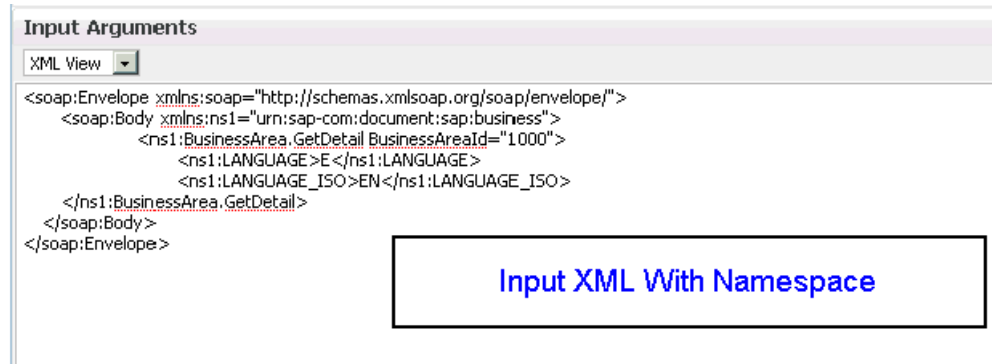 Input Arguments
XML View
<soap:Envelope xmlns:soap="http://schemas.xmlsoap.org/soap/envelope/">
<soap:Body xmlns:ns1="urn:sap-com:document:sap:business">
<ns1:BusinessArea.GetDetail BusinessAreaId="1000">
<ns1:LANGUAGE>E</ns1:LANGUAGE>
<ns1:LANGUAGE_ISO>EN</ns1:LANGUAGE_ISO>
</ns1:BusinessArea.GetDetail>
</soap:Body>
</soap:Envelope>
Input XML With Namespace